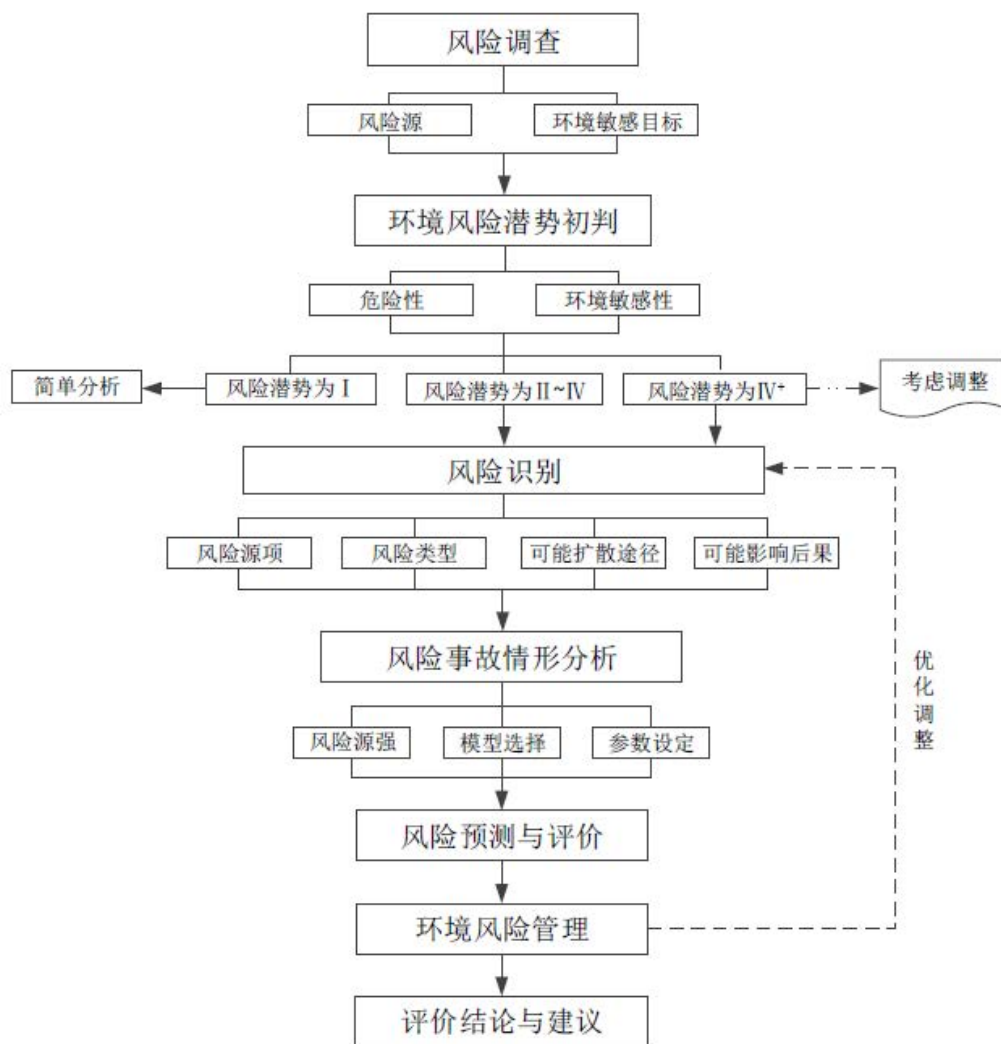 风险调查
风险源
环境敏感目标
环境风险潜势初判
危险性
环境敏感性
简单分析
风险潜势为Ⅰ
风险潜势为Ⅱ~Ⅳ
风险潜势为Ⅳ⁺
考虑调整
风险识别
风险源项
风险类型
可能扩散途径
可能影响后果
风险事故情形分析
优化调整
风险源强
模型选择
参数设定
风险预测与评价
环境风险管理
评价结论与建议